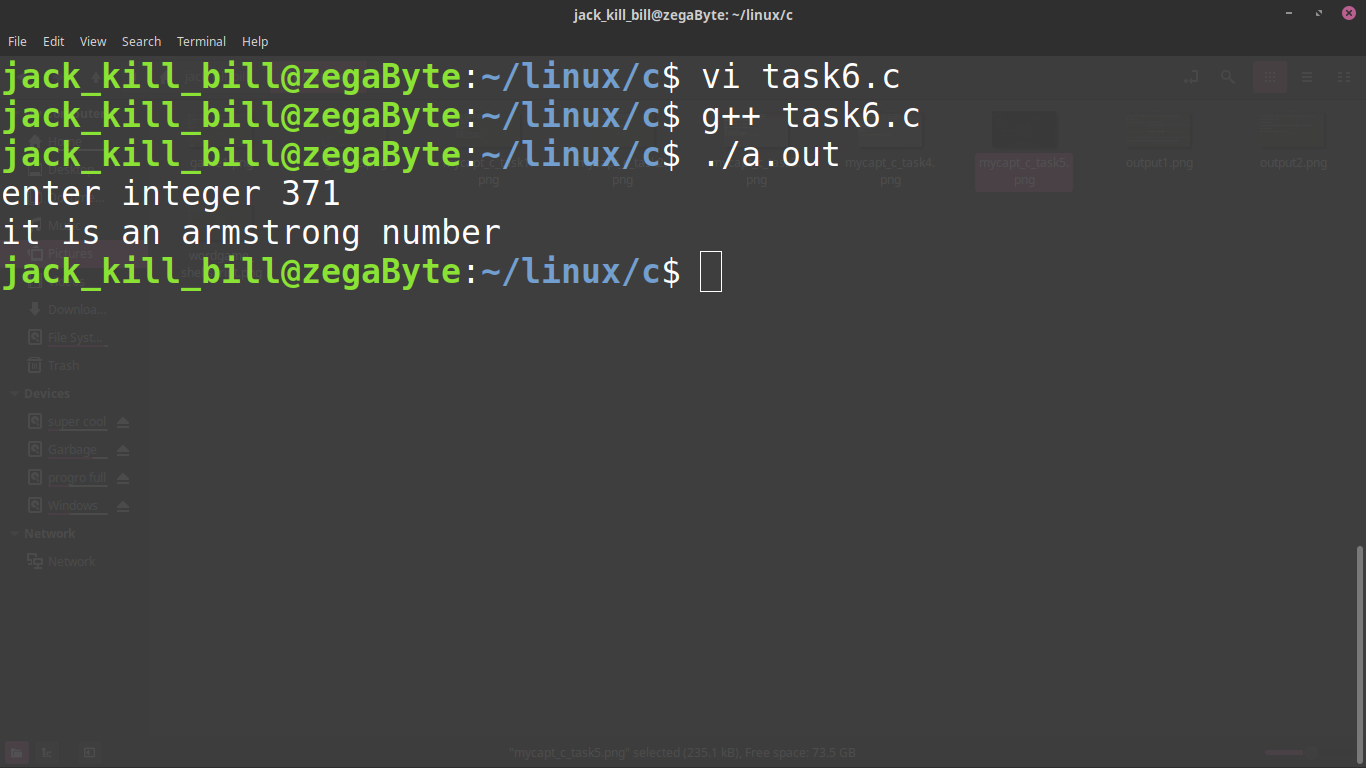 jack_kill_bill@zegaByte: ~/linux/c
File Edit View Search Terminal Help
jack_kill_bill@zegaByte:~/linux/c$ vi task6.c
jack_kill_bill@zegaByte:~/linux/c$ g++ task6.c
jack_kill_bill@zegaByte:~/linux/c$ ./a.out
enter integer 371
it is an armstrong number
jack_kill_bill@zegaByte:~/linux/c$
mycapt_c_task4.
png
mycapt_c_task5.
png
output1.png
output2.png
Pictures
Downloa...
File Syst...
Trash
Devices
super cool
Garbage
progro full
Windows
Network
Network
"mycapt_c_task5.png" selected (235.1 kB), Free space: 73.5 GB